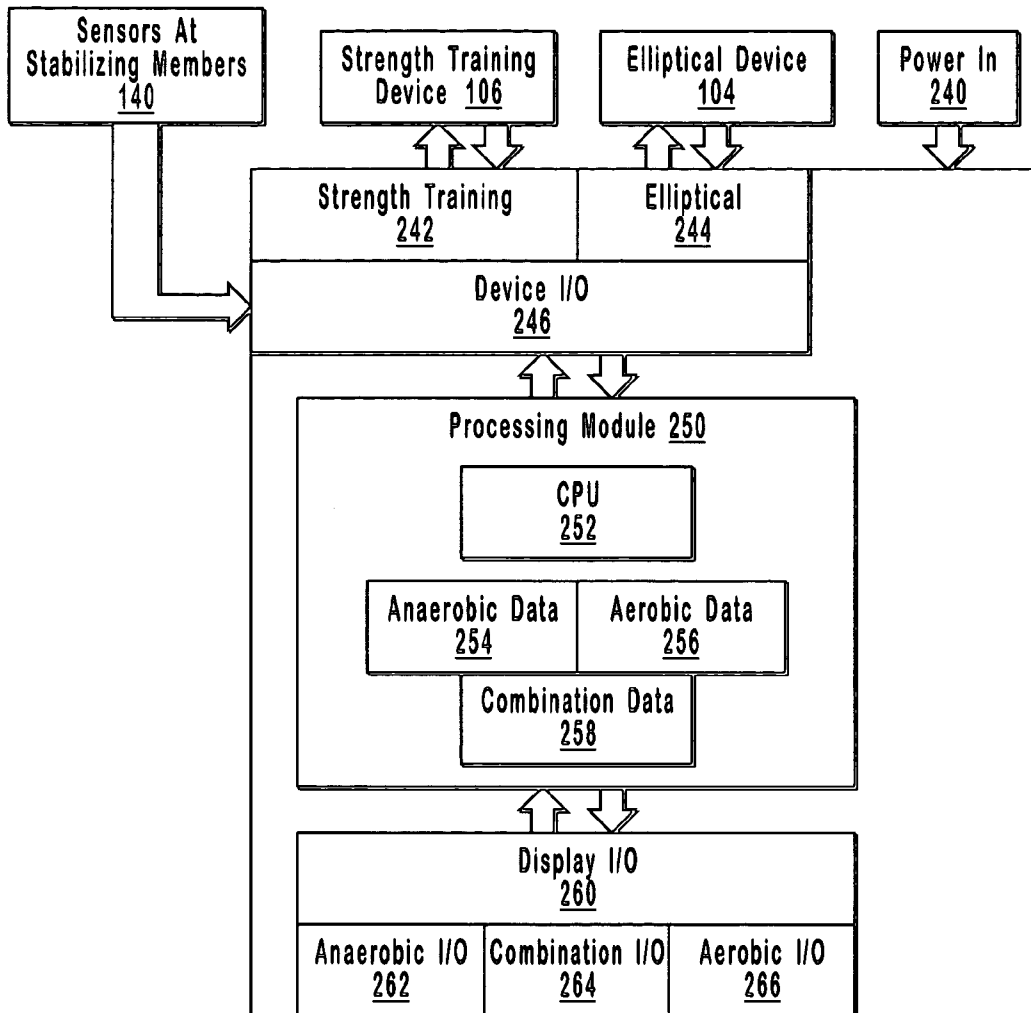 Sensors At
Stabilizing Members
140
Strength Training
Device 106
Elliptical Device
104
Power In
240
Strength Training
242
Elliptical
244
Device I/O
246
Processing Module 250
CPU
252
Anaerobic Data
254
Aerobic Data
256
Combination Data
258
Display I/O
260
Anaerobic I/O
262
Combination I/O
264
Aerobic I/O
266